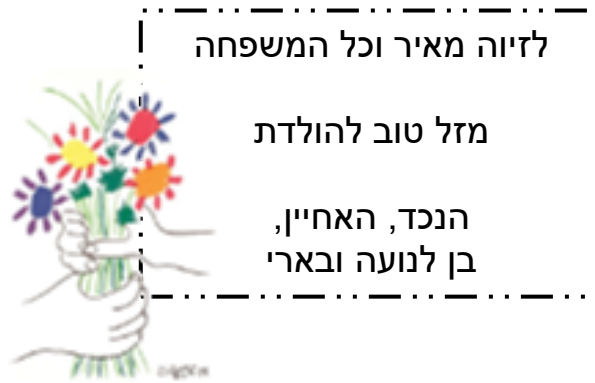 לזיוה מאיר וכל המשפחה
מזל טוב להולדת
הנכד, האחיין,
בן לנועה ובארי